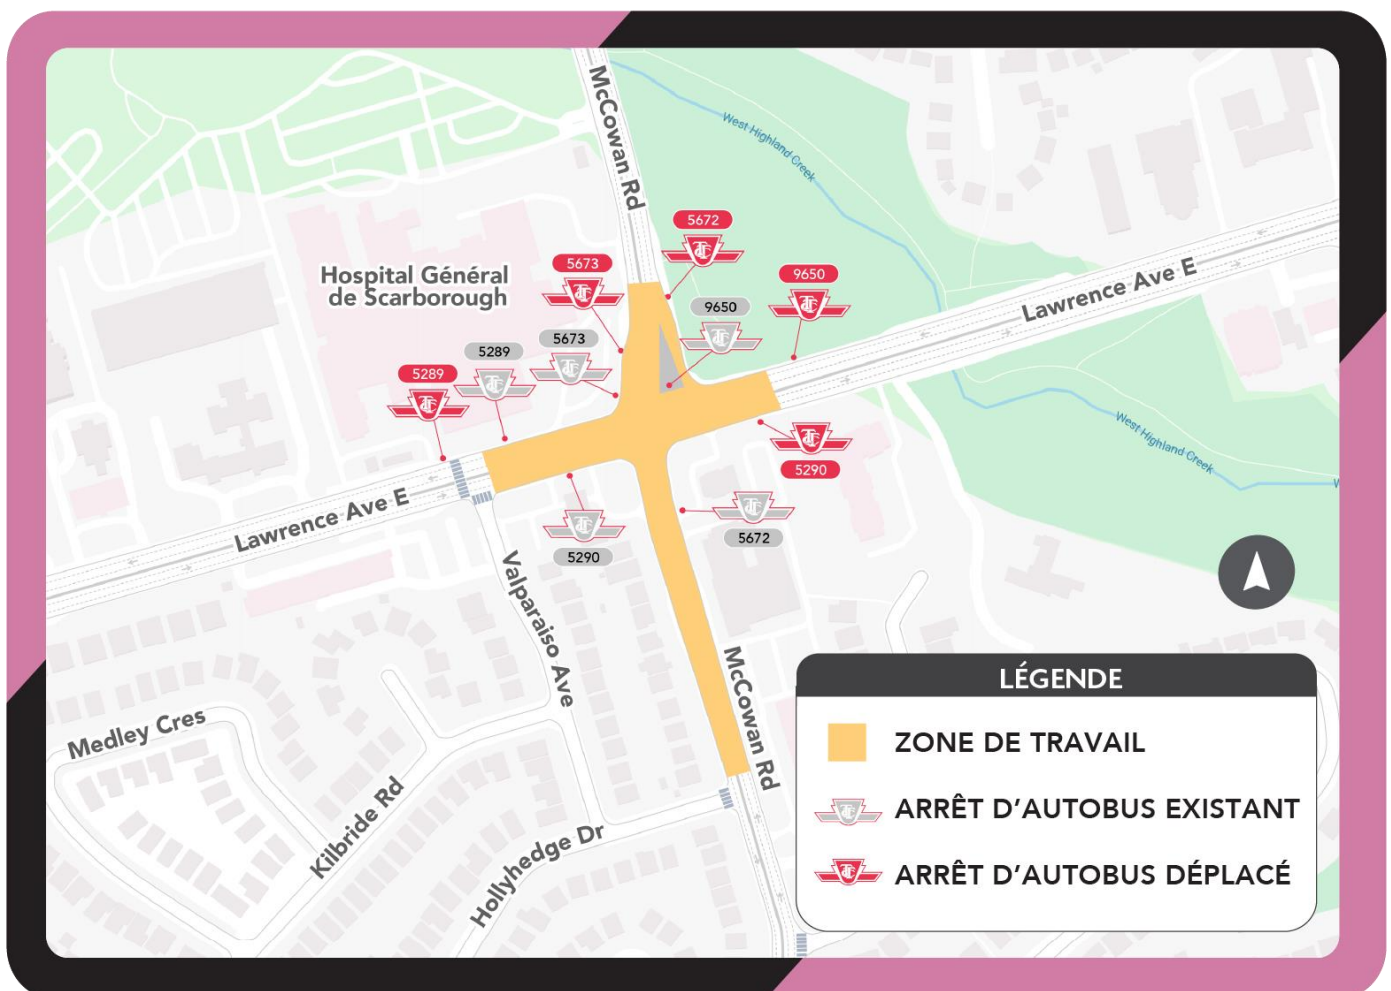 McCowan Rd
West Highland Creek
5672
5673
9650
Hospital Général
de Scarborough
9650
Lawrence Ave E
5673
5289
5289
5290
West Highland Creek
W
Lawrence Ave E
5672
5290
Valparaiso Ave
McCowan Rd
Medley Cres
Kilbride Rd
Hollyhedge Dr
LÉGENDE
ZONE DE TRAVAIL
ARRÊT D'AUTOBUS EXISTANT
ARRÊT D'AUTOBUS DÉPLACÉ